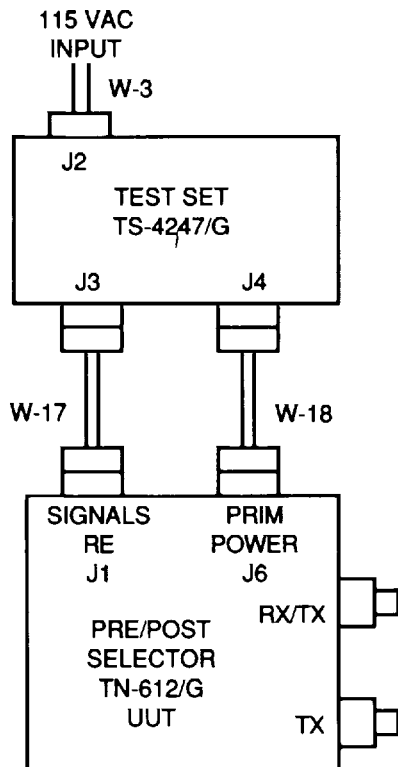 115 VAC
INPUT
W-3
J2
TEST SET
TS-4247/G
J3 J4
W-17 W-18
SIGNALS PRIM
RE POWER
J1 J6
RX/TX
PRE/POST
SELECTOR
TN-612/G
UUT
TX